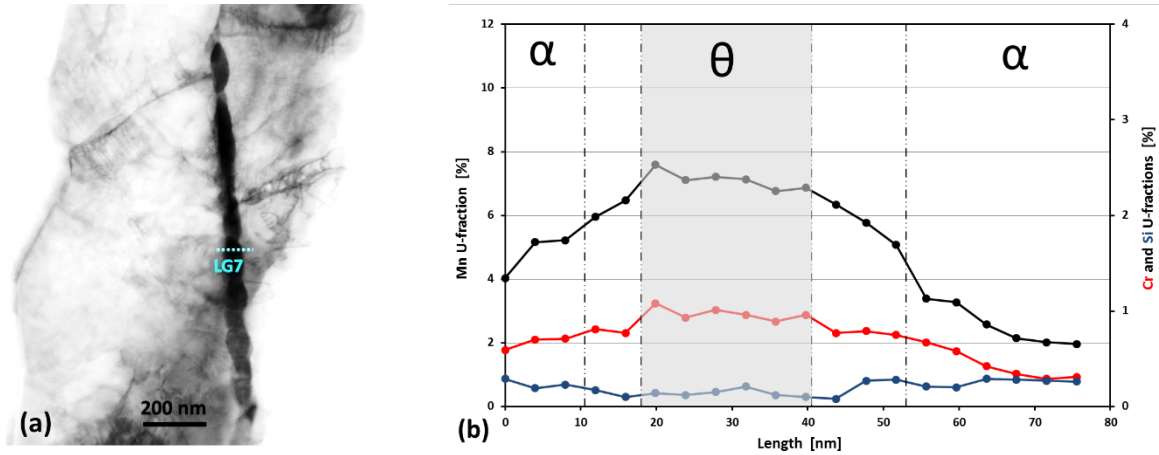 LG7
200 nm
(a)
α θ α
Mn U-fraction [%]
12
10
8
6
4
2
0
0 10 20 30 40 50 60 70 80
Length [nm]
4
3
2
1
0
Cr and Si U-fractions [%]
(b)